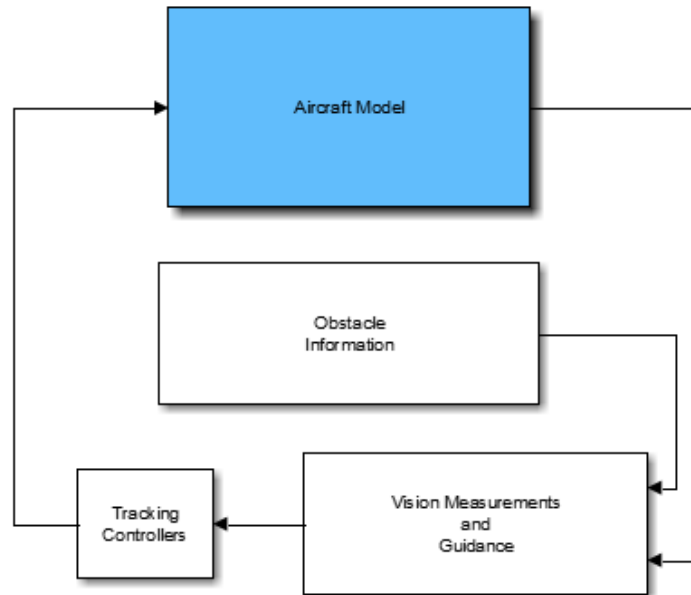 Aircraft Model
Obstacle
Information
Tracking
Controllers
Vision Measurements
and
Guidance